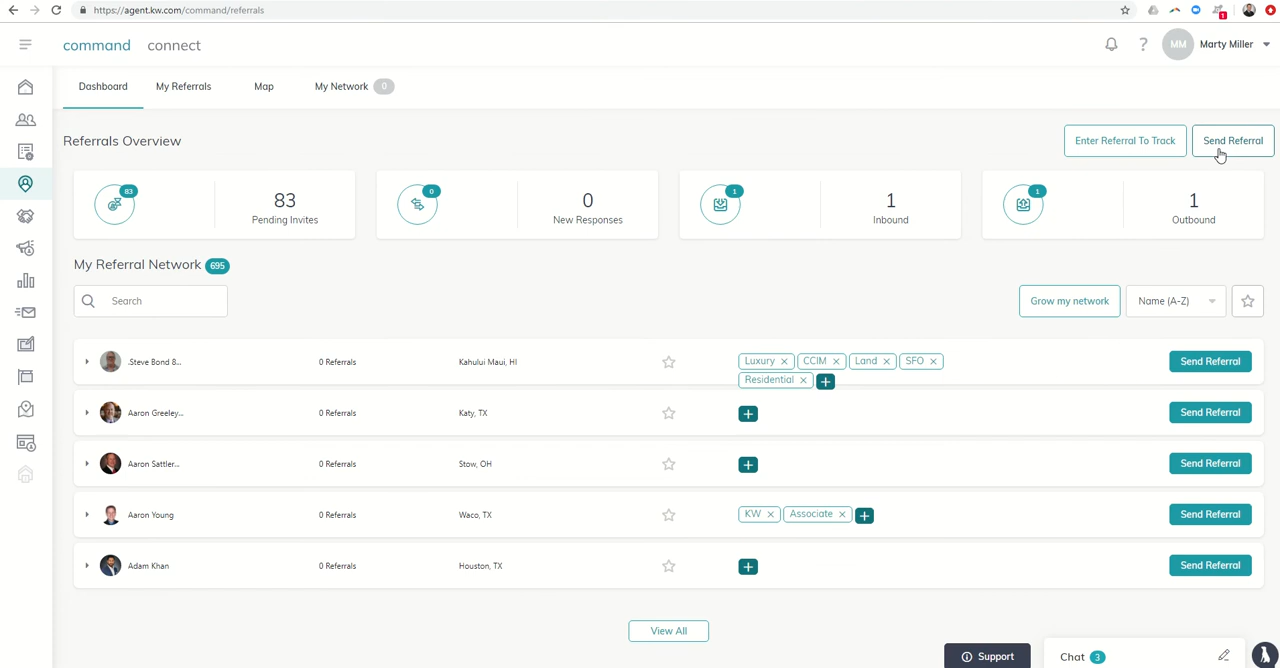 https://agent.kw.com/command/referrals
1
command connect
MM Marty Miller
Dashboard My Referrals Map My Network 0
Referrals Overview
Enter Referral To Track Send Referral
83 83 Pending Invites
0 0 New Responses
1 1 Inbound
1 1 Outbound
My Referral Network 695
Search
Grow my network Name (A-Z)
.Steve Bond 8... 0 Referrals Kahului Maui, HI Luxury × CCIM × Land × SFO × Send Referral
Residential × +
Aaron Greeley... 0 Referrals Katy, TX + Send Referral
Aaron Sattler... 0 Referrals Stow, OH + Send Referral
Aaron Young 0 Referrals Waco, TX KW × Associate × + Send Referral
Adam Khan 0 Referrals Houston, TX + Send Referral
View All
Support Chat 3